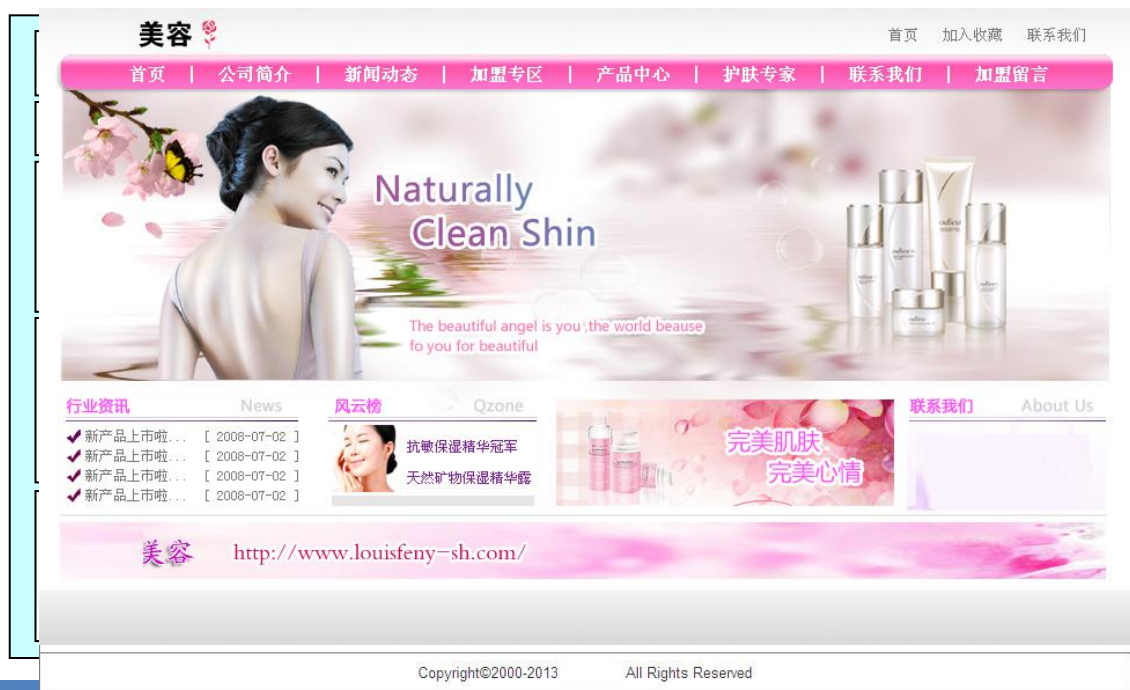 美容
首页 加入收藏 联系我们
首页 | 公司简介 | 新闻动态 | 加盟专区 | 产品中心 | 护肤专家 | 联系我们 | 加盟留言
Naturally
Clean Shin
The beautiful angel is you ,the world beause
fo you for beautiful
行业资讯 News
新产品上市啦... [ 2008-07-02 ]
新产品上市啦... [ 2008-07-02 ]
新产品上市啦... [ 2008-07-02 ]
新产品上市啦... [ 2008-07-02 ]
风云榜 Qzone
抗敏保湿精华冠军
天然矿物保湿精华露
完美肌肤
完美心情
联系我们 About Us
美容 http://www.louisfeny-sh.com/
Copyright©2000-2013 All Rights Reserved